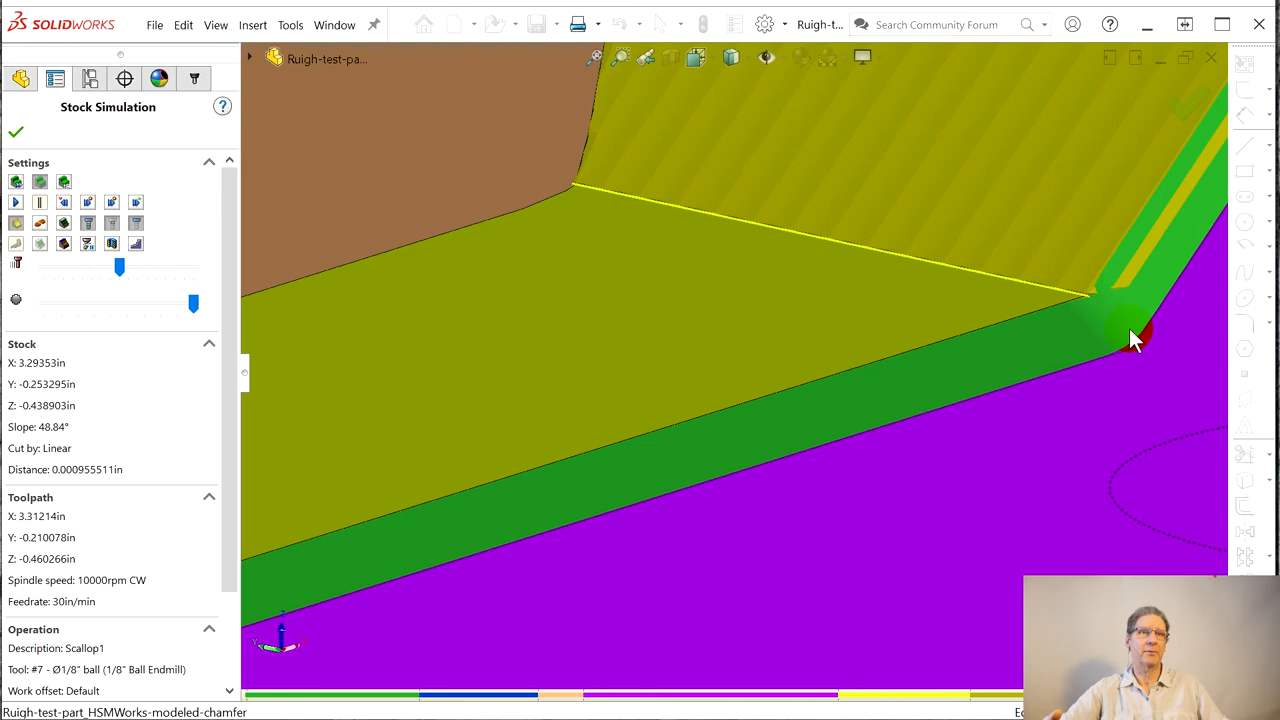 SOLIDWORKS File Edit View Insert Tools Window Ruigh-t... Search Community Forum
Ruigh-test-pa...
Stock Simulation
Settings
Stock
X: 3.29353in
Y: -0.253295in
Z: -0.438903in
Slope: 48.84°
Cut by: Linear
Distance: 0.000955511in
Toolpath
X: 3.31214in
Y: -0.210078in
Z: -0.460266in
Spindle speed: 10000rpm CW
Feedrate: 30in/min
Operation
Description: Scallop1
Tool: #7 - Ø1/8" ball (1/8" Ball Endmill)
Work offset: Default
Ruigh-test-part_HSMWorks-modeled-chamfer